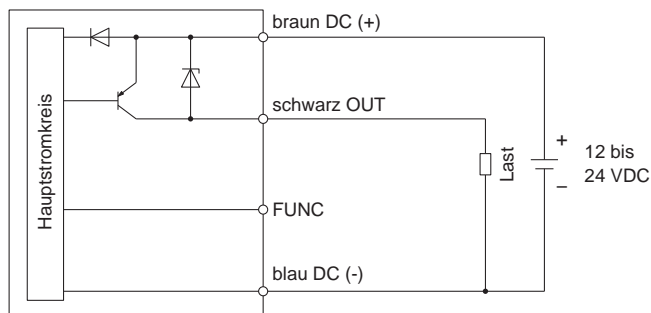 braun DC (+)
schwarz OUT
Hauptstromkreis
Last
+
12 bis
24 VDC
–
FUNC
blau DC (-)